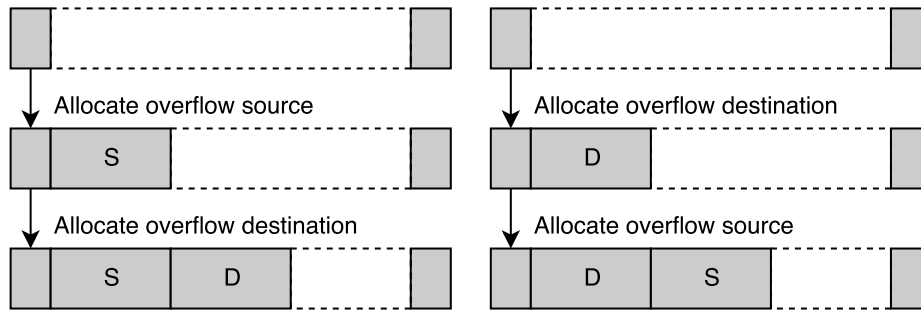 Allocate overflow source
S
Allocate overflow destination
S D
Allocate overflow destination
D
Allocate overflow source
D S